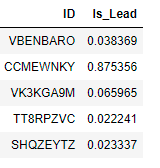 ID Is_Lead
VBENBARO 0.038369
CCMEWNKY 0.875356
VK3KGA9M 0.065965
TT8RPZVC 0.022241
SHQZEYTZ 0.023337